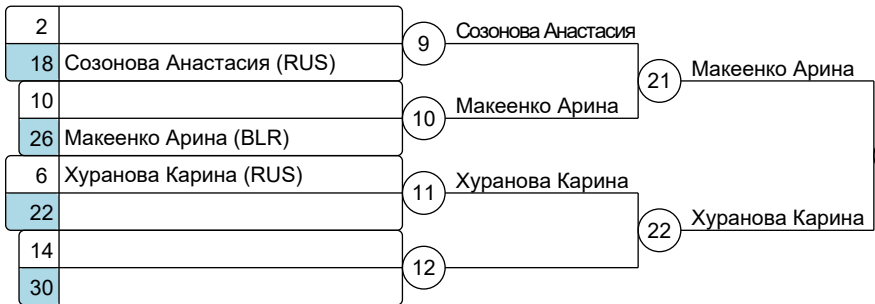 2
18 Созонова Анастасия (RUS)
9
Созонова Анастасия
10
26 Макеенко Арина (BLR)
10
Макеенко Арина
21
Макеенко Арина
6 Хуранова Карина (RUS)
22
11
Хуранова Карина
14
30
12
22
Хуранова Карина